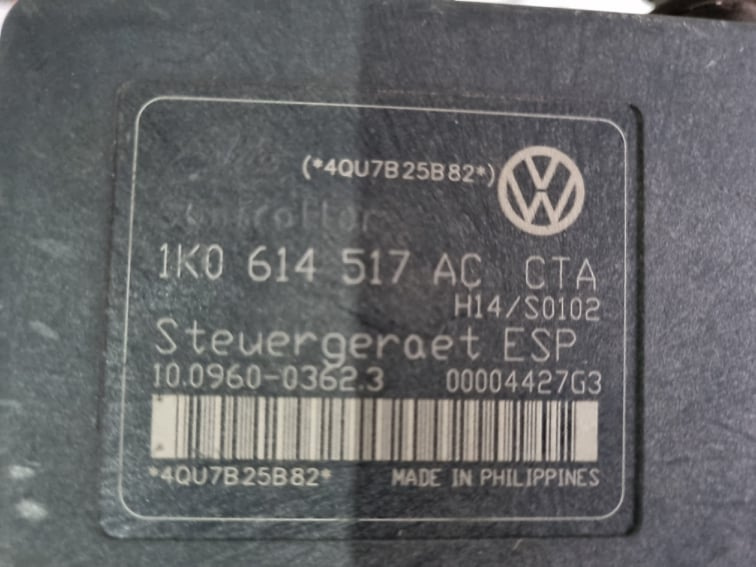 (*4QU7B25B82*)
1K0 614 517 AC CTA
H14/S0102
Steuergeraet ESP
10.0960-0362.3 00004427G3
*4QU7B25B82* MADE IN PHILIPPINES